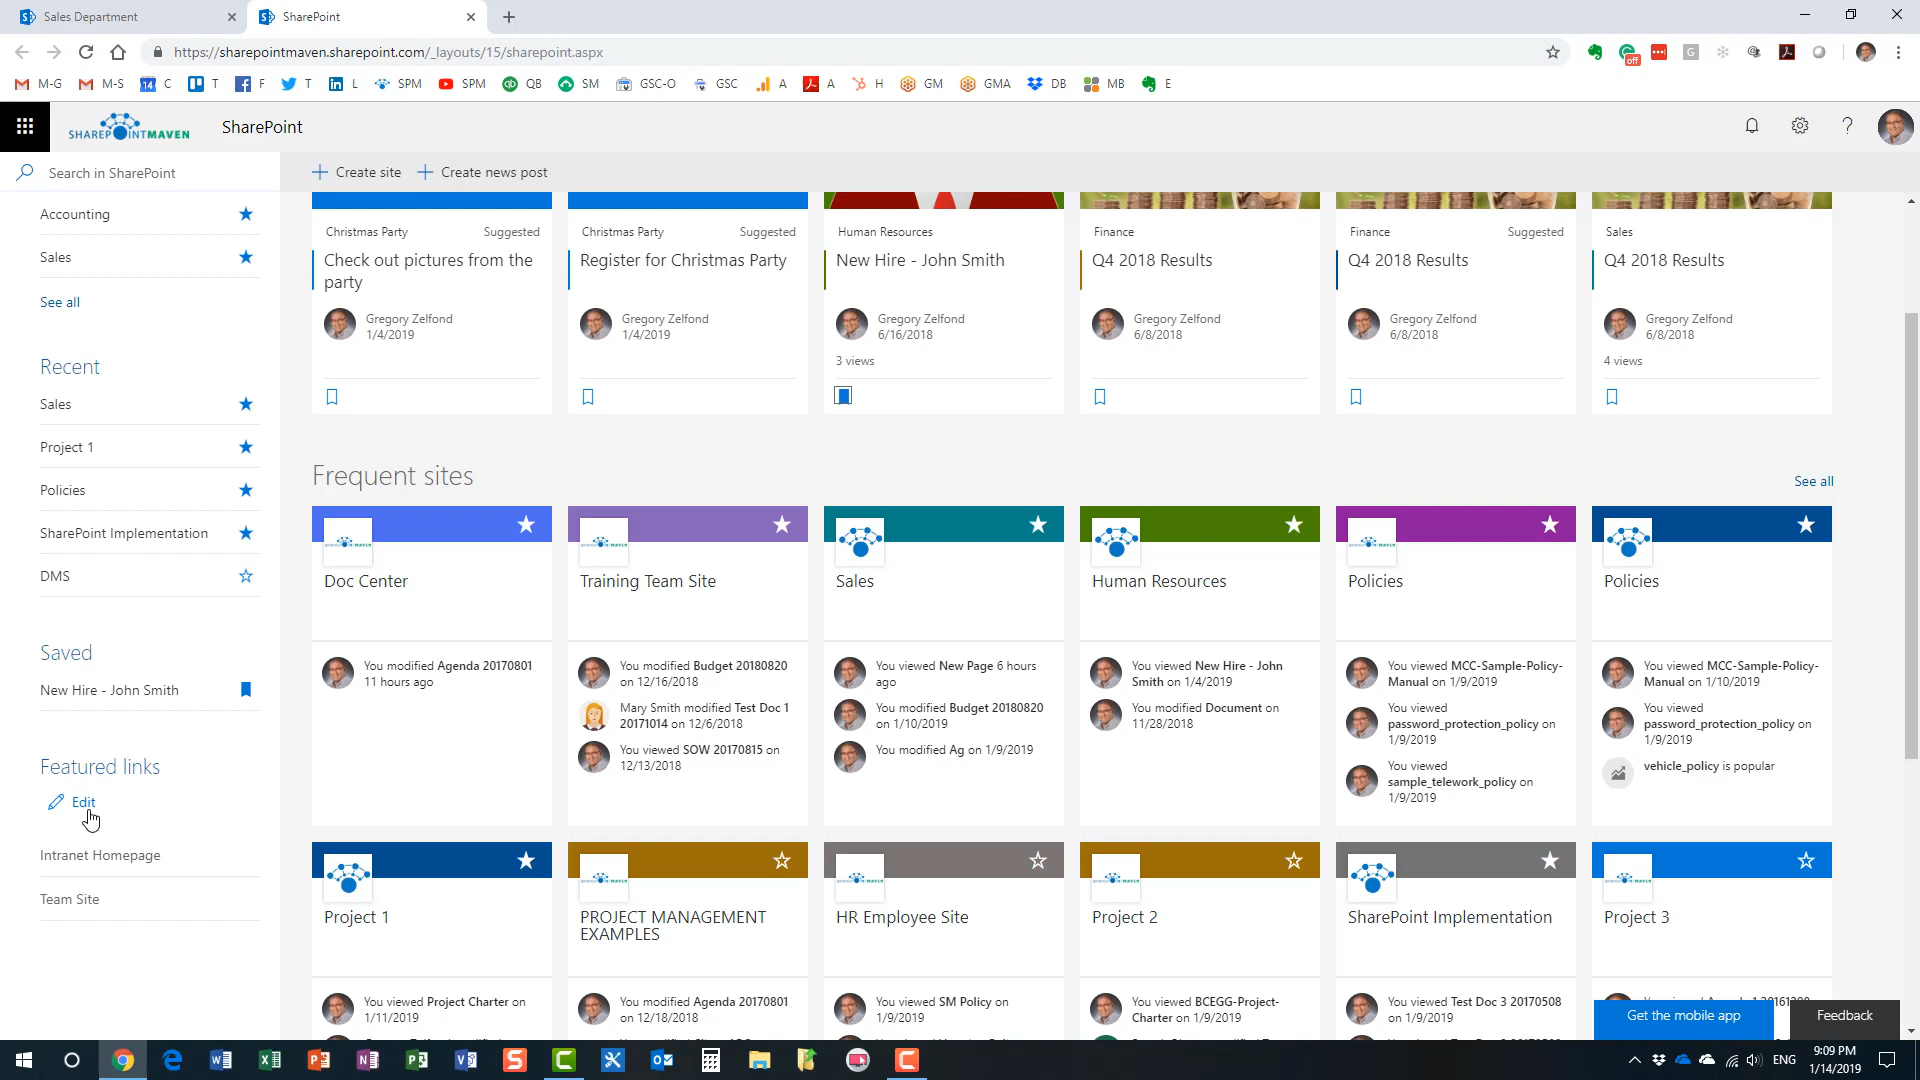 Sales Department
SharePoint
https://sharepointmaven.sharepoint.com/_layouts/15/sharepoint.aspx
off
M-G
M-S
14
C
T
F
T
L
SPM
SPM
QB
SM
GSC-O
GSC
A
A
H
GM
GMA
DB
MB
E
SHAREPOINTMAVEN
SharePoint
Search in SharePoint
Create site
Create news post
Accounting
Sales
See all
Recent
Sales
Project 1
Policies
SharePoint Implementation
DMS
Saved
New Hire - John Smith
Featured links
Edit
Intranet Homepage
Team Site
Christmas Party
Suggested
Check out pictures from the
party
Gregory Zelfond
1/4/2019
Christmas Party
Suggested
Register for Christmas Party
Gregory Zelfond
1/4/2019
Human Resources
New Hire - John Smith
Gregory Zelfond
6/16/2018
3 views
Finance
Q4 2018 Results
Gregory Zelfond
6/8/2018
Finance
Suggested
Q4 2018 Results
Gregory Zelfond
6/8/2018
Sales
Q4 2018 Results
Gregory Zelfond
6/8/2018
4 views
Frequent sites
See all
Doc Center
You modified Agenda 20170801
11 hours ago
Training Team Site
You modified Budget 20180820
on 12/16/2018
Mary Smith modified Test Doc 1
20171014 on 12/6/2018
You viewed SOW 20170815 on
12/13/2018
Sales
You viewed New Page 6 hours
ago
You modified Budget 20180820
on 1/10/2019
You modified Ag on 1/9/2019
Human Resources
You viewed New Hire - John
Smith on 1/4/2019
You modified Document on
11/28/2018
Policies
You viewed MCC-Sample-Policy-
Manual on 1/9/2019
You viewed
password_protection_policy on
1/9/2019
You viewed
sample_telework_policy on
1/9/2019
Policies
You viewed MCC-Sample-Policy-
Manual on 1/10/2019
You viewed
password_protection_policy on
1/9/2019
vehicle_policy is popular
Project 1
You viewed Project Charter on
1/11/2019
PROJECT MANAGEMENT
EXAMPLES
You modified Agenda 20170801
on 12/18/2018
HR Employee Site
You viewed SM Policy on
1/9/2019
Project 2
You viewed BCEGG-Project-
Charter on 1/9/2019
SharePoint Implementation
You viewed Test Doc 3 20170508
on 1/9/2019
Project 3
Get the mobile app
Feedback
ENG
9:09 PM
1/14/2019